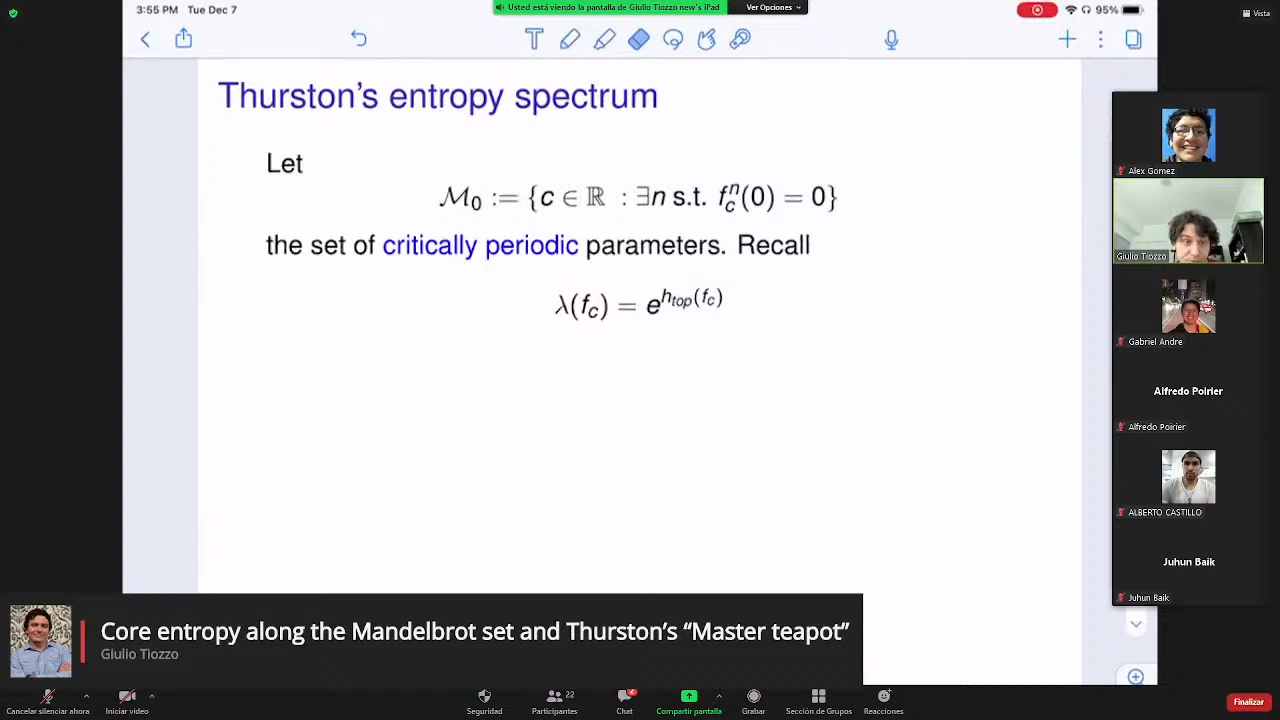 3:55 PM Tue Dec 7
Usted está viendo la pantalla de Giulio Tiozzo new's iPad
Ver Opciones
95%
Vista
Thurston's entropy spectrum
Let
M₀ := {c ∈ ℝ : ∃n s.t. f_c^n(0) = 0}
the set of critically periodic parameters. Recall
λ(f_c) = e^{h_{top}(f_c)}
Alex Gomez
Giulio Tiozzo
Gabriel Andre
Alfredo Poirier
Alfredo Poirier
ALBERTO CASTILLO
Juhun Baik
Juhun Baik
Core entropy along the Mandelbrot set and Thurston's “Master teapot”
Giulio Tiozzo
Cancelar silenciar ahora
Iniciar video
Seguridad
22
Participantes
2
Chat
Compartir pantalla
Grabar
Sección de Grupos
Reacciones
Finalizar